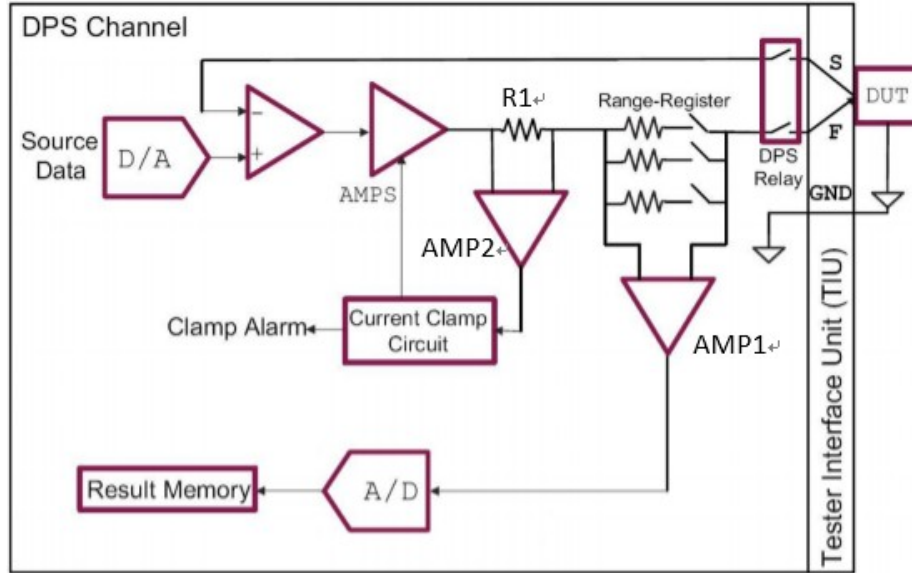 DPS Channel
S
R1↵
Range-Register
DUT
Source
Data
D/A
-
+
F
DPS
Relay
AMPS
GND
AMP2↵
Clamp Alarm
Current Clamp
Circuit
AMP1↵
Tester Interface Unit (TIU)
Result Memory
A/D